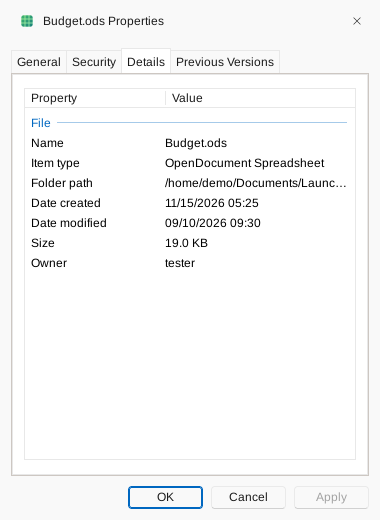 Budget.ods Properties
General Security Details Previous Versions
Property Value
File
Name Budget.ods
Item type OpenDocument Spreadsheet
Folder path /home/demo/Documents/Launc...
Date created 11/15/2026 05:25
Date modified 09/10/2026 09:30
Size 19.0 KB
Owner tester
OK Cancel Apply